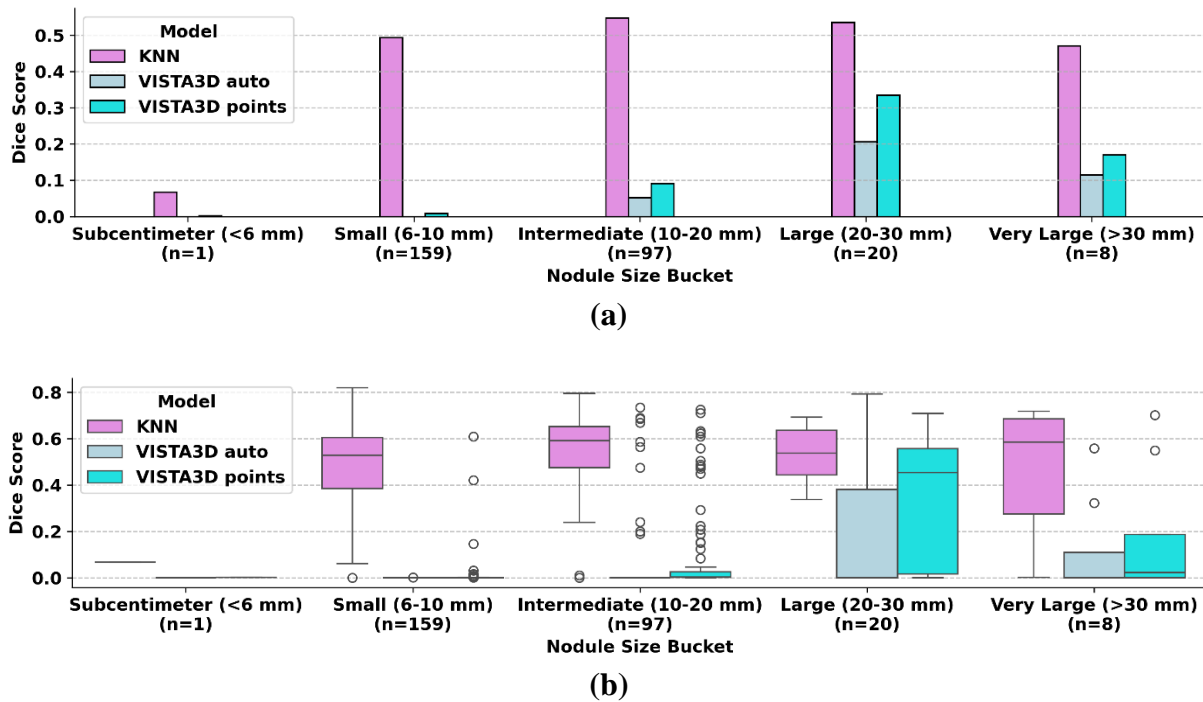 Model
KNN
VISTA3D auto
VISTA3D points
Dice Score
0.5
0.4
0.3
0.2
0.1
0.0
Subcentimeter (<6 mm) Small (6-10 mm) Intermediate (10-20 mm) Large (20-30 mm) Very Large (>30 mm)
(n=1) (n=159) (n=97) (n=20) (n=8)
Nodule Size Bucket
(a)
Model
KNN
VISTA3D auto
VISTA3D points
Dice Score
0.8
0.6
0.4
0.2
0.0
Subcentimeter (<6 mm) Small (6-10 mm) Intermediate (10-20 mm) Large (20-30 mm) Very Large (>30 mm)
(n=1) (n=159) (n=97) (n=20) (n=8)
Nodule Size Bucket
(b)